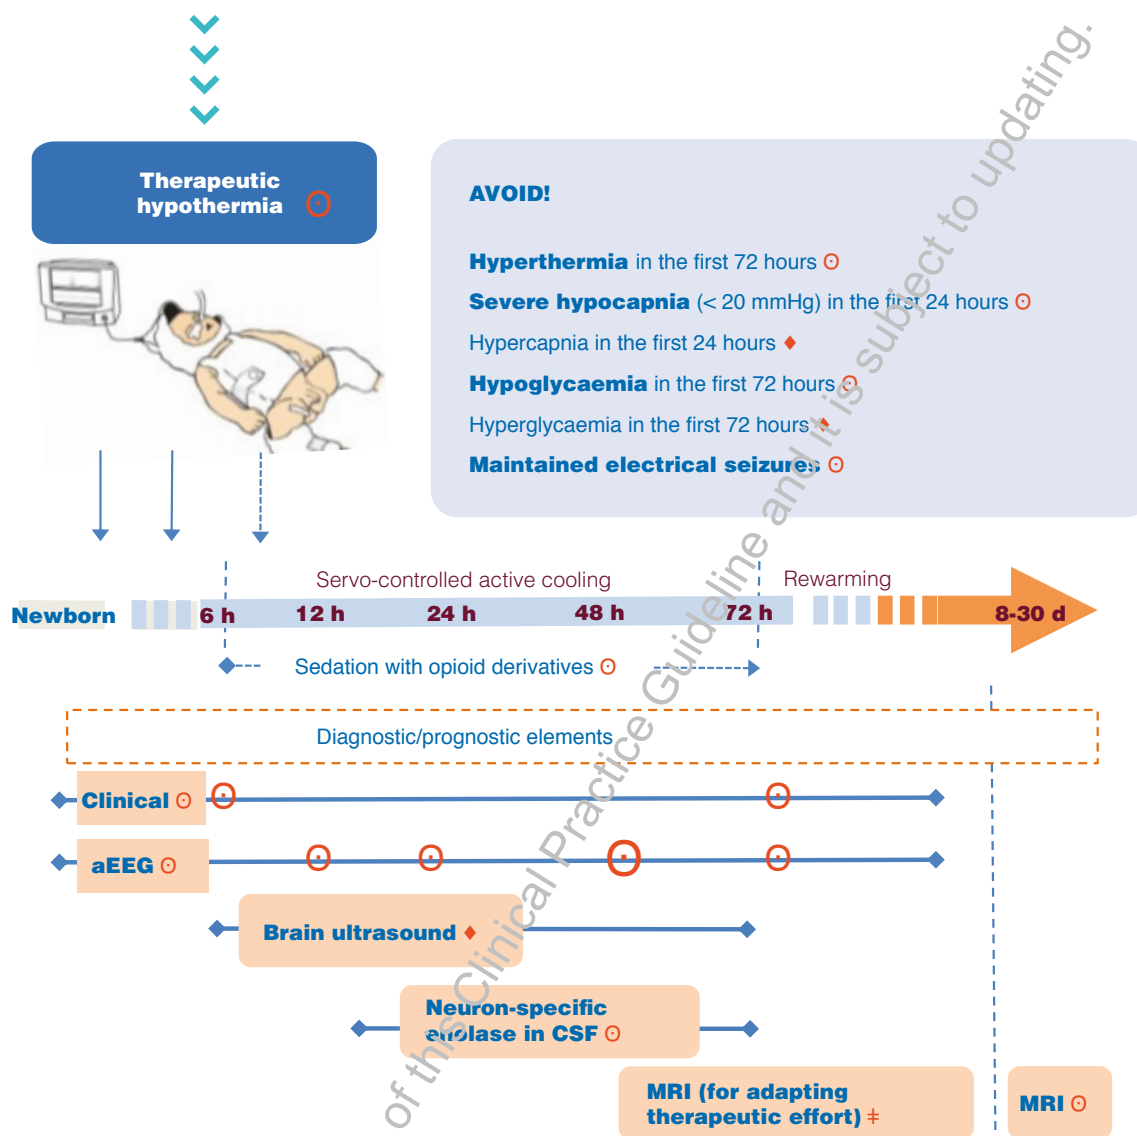 Therapeutic
hypothermia ʘ
AVOID!
Hyperthermia in the first 72 hours ʘ
Severe hypocapnia (< 20 mmHg) in the first 24 hours ʘ
Hypercapnia in the first 24 hours ♦
Hypoglycaemia in the first 72 hours ʘ
Hyperglycaemia in the first 72 hours ♦
Maintained electrical seizures ʘ
Servo-controlled active cooling
Rewarming
Newborn
6 h
12 h
24 h
48 h
72 h
8-30 d
Sedation with opioid derivatives ʘ
Diagnostic/prognostic elements
Clinical ʘ
aEEG ʘ
Brain ultrasound ♦
Neuron-specific
enolase in CSF ʘ
MRI (for adapting
therapeutic effort) ǂ
MRI ʘ
of this Clinical Practice Guideline and it is subject to updating.